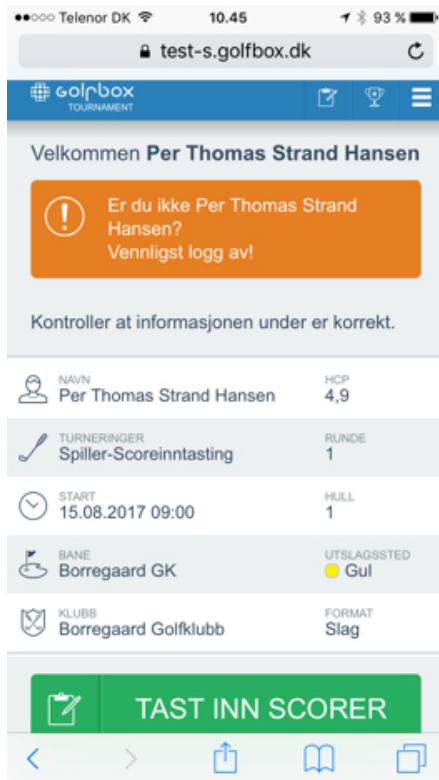 Telenor DK 10.45 93 %
test-s.golfbox.dk
GOLFBOX
TOURNAMENT
Velkommen Per Thomas Strand Hansen
Er du ikke Per Thomas Strand
Hansen?
Vennligst logg av!
Kontroller at informasjonen under er korrekt.
NAVN HCP
Per Thomas Strand Hansen 4,9
TURNERINGER RUNDE
Spiller-Scoreinntasting 1
START HULL
15.08.2017 09:00 1
BANE UTSLAGSSTED
Borregaard GK Gul
KLUBB FORMAT
Borregaard Golfklubb Slag
TAST INN SCORER